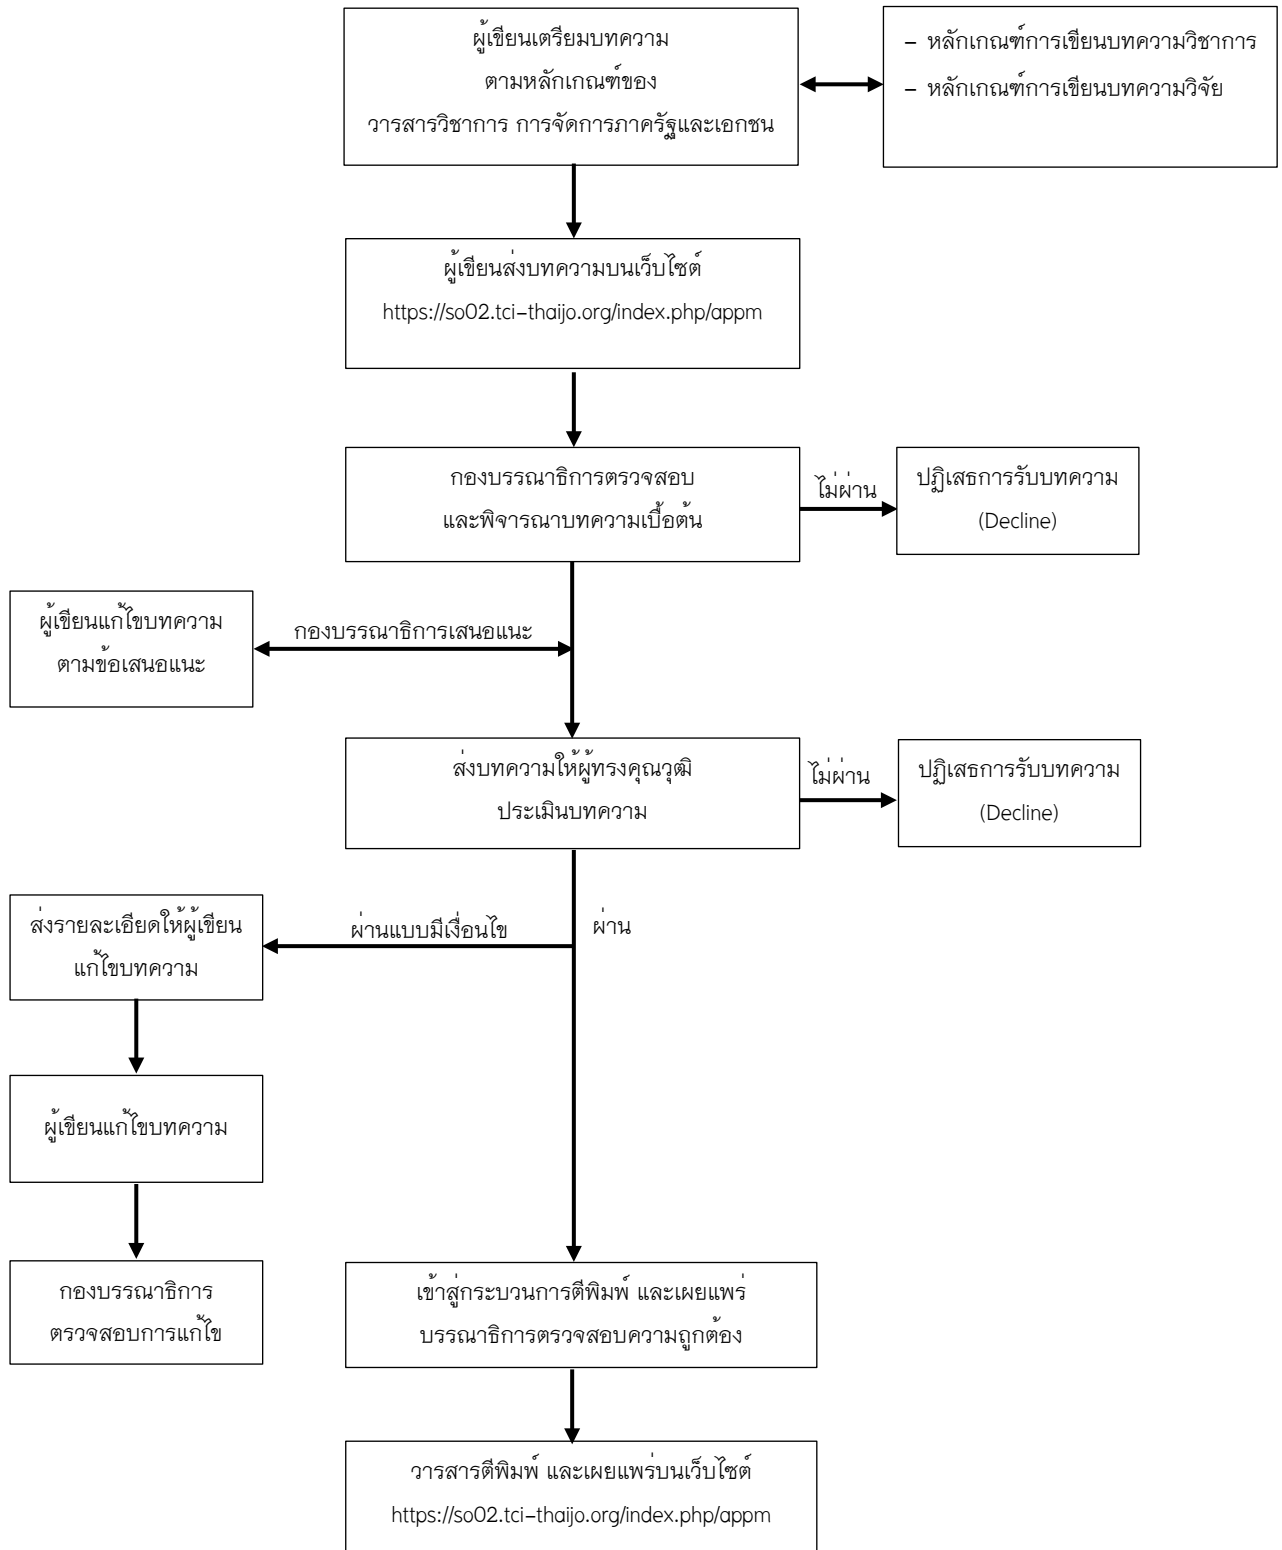 ผู้เขียนเตรียมบทความ
ตามหลักเกณฑ์ของ
วารสารวิชาการ การจัดการภาครัฐและเอกชน
– หลักเกณฑ์การเขียนบทความวิชาการ
– หลักเกณฑ์การเขียนบทความวิจัย
ผู้เขียนส่งบทความบนเว็บไซต์
https://so02.tci–thaijo.org/index.php/appm
กองบรรณาธิการตรวจสอบ
และพิจารณาบทความเบื้อต้น
ไม่ผ่าน
ปฏิเสธการรับบทความ
(Decline)
ผู้เขียนแก้ไขบทความ
ตามข้อเสนอแนะ
กองบรรณาธิการเสนอแนะ
ส่งบทความให้ผู้ทรงคุณวุฒิ
ประเมินบทความ
ไม่ผ่าน
ปฏิเสธการรับบทความ
(Decline)
ส่งรายละเอียดให้ผู้เขียน
แก้ไขบทความ
ผ่านแบบมีเงื่อนไข
ผ่าน
ผู้เขียนแก้ไขบทความ
กองบรรณาธิการ
ตรวจสอบการแก้ไข
เข้าสู่กระบวนการตีพิมพ์ และเผยแพร่
บรรณาธิการตรวจสอบความถูกต้อง
วารสารตีพิมพ์ และเผยแพร่บนเว็บไซต์
https://so02.tci–thaijo.org/index.php/appm